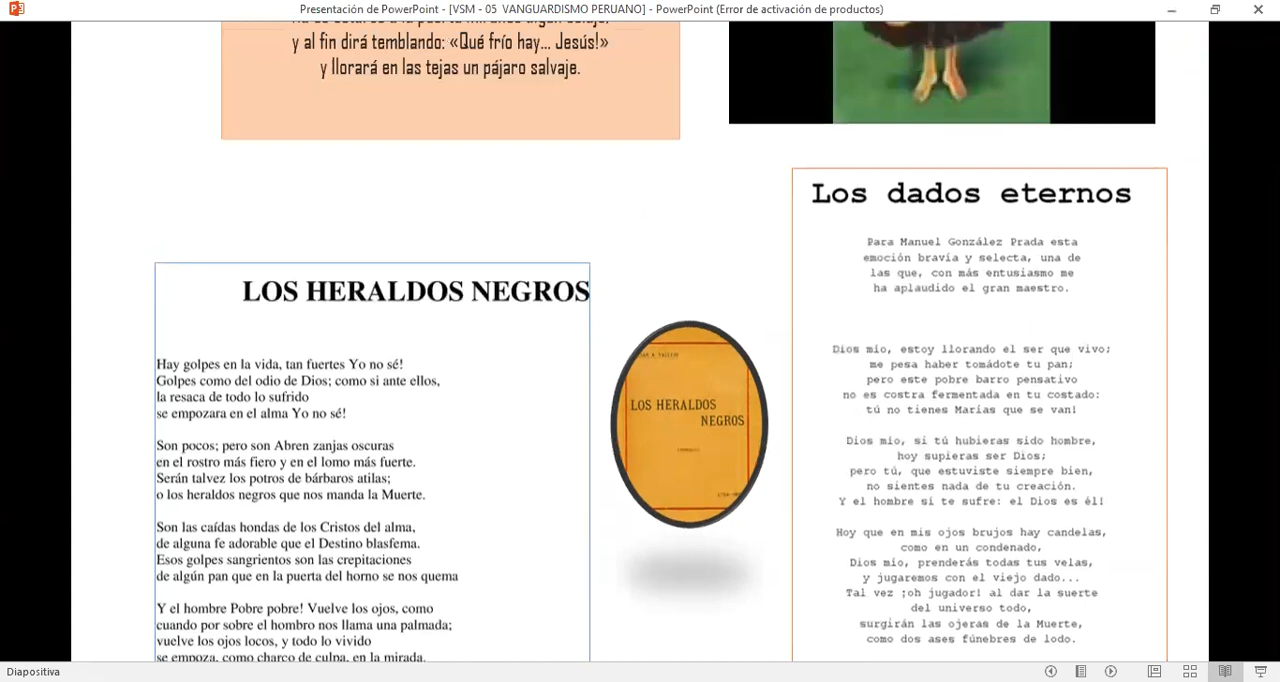 Presentación de PowerPoint - [VSM - 05 VANGUARDISMO PERUANO] - PowerPoint (Error de activación de productos)
y al fin dirá temblando: «Qué frío hay... Jesús!»
y llorará en las tejas un pájaro salvaje.
LOS HERALDOS NEGROS
Hay golpes en la vida, tan fuertes Yo no sé!
Golpes como del odio de Dios; como si ante ellos,
la resaca de todo lo sufrido
se empozara en el alma Yo no sé!
Son pocos; pero son Abren zanjas oscuras
en el rostro más fiero y en el lomo más fuerte.
Serán talvez los potros de bárbaros atilas;
o los heraldos negros que nos manda la Muerte.
Son las caídas hondas de los Cristos del alma,
de alguna fe adorable que el Destino blasfema.
Esos golpes sangrientos son las crepitaciones
de algún pan que en la puerta del horno se nos quema
Y el hombre Pobre pobre! Vuelve los ojos, como
cuando por sobre el hombro nos llama una palmada;
vuelve los ojos locos, y todo lo vivido
se empoza, como charco de culpa, en la mirada.
LOS HERALDOS
NEGROS
Los dados eternos
Para Manuel González Prada esta
emoción bravía y selecta, una de
las que, con más entusiasmo me
ha aplaudido el gran maestro.
Dios mío, estoy llorando el ser que vivo;
me pesa haber tomádote tu pan;
pero este pobre barro pensativo
no es costra fermentada en tu costado:
tú no tienes Marías que se van!
Dios mío, si tú hubieras sido hombre,
hoy supieras ser Dios;
pero tú, que estuviste siempre bien,
no sientes nada de tu creación.
Y el hombre sí te sufre: el Dios es él!
Hoy que en mis ojos brujos hay candelas,
como en un condenado,
Dios mío, prenderás todas tus velas,
y jugaremos con el viejo dado...
Tal vez ¡oh jugador! al dar la suerte
del universo todo,
surgirán las ojeras de la Muerte,
como dos ases fúnebres de lodo.
Diapositiva